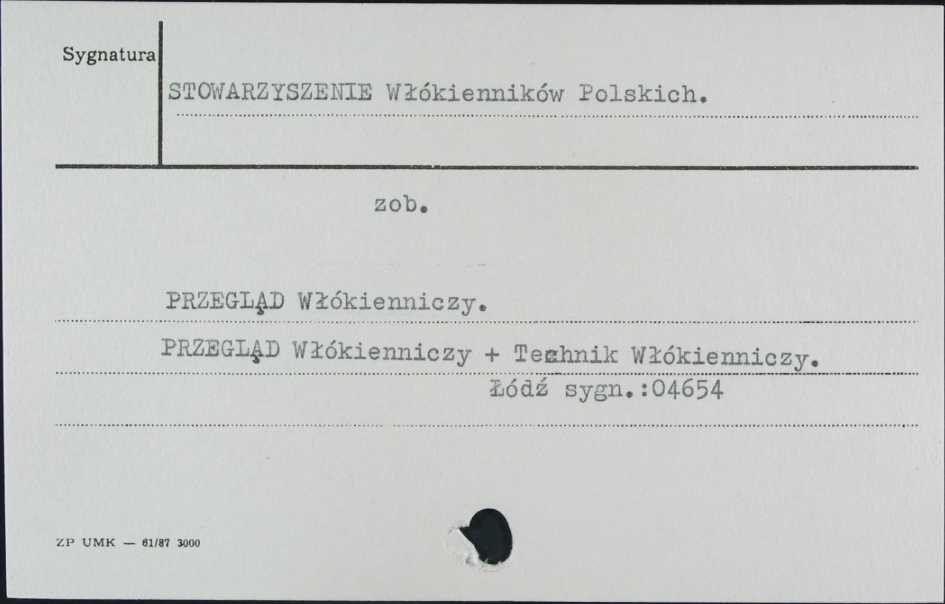 Sygnatura
STOWARZYSZENIE Włókienników Polskich.
zob.
PRZEGLĄD Włókienniczy.
PRZEGLĄD Włókienniczy + Technik Włókienniczy.
Łódź sygn.:04654
ZP UMK — 61/87 3000